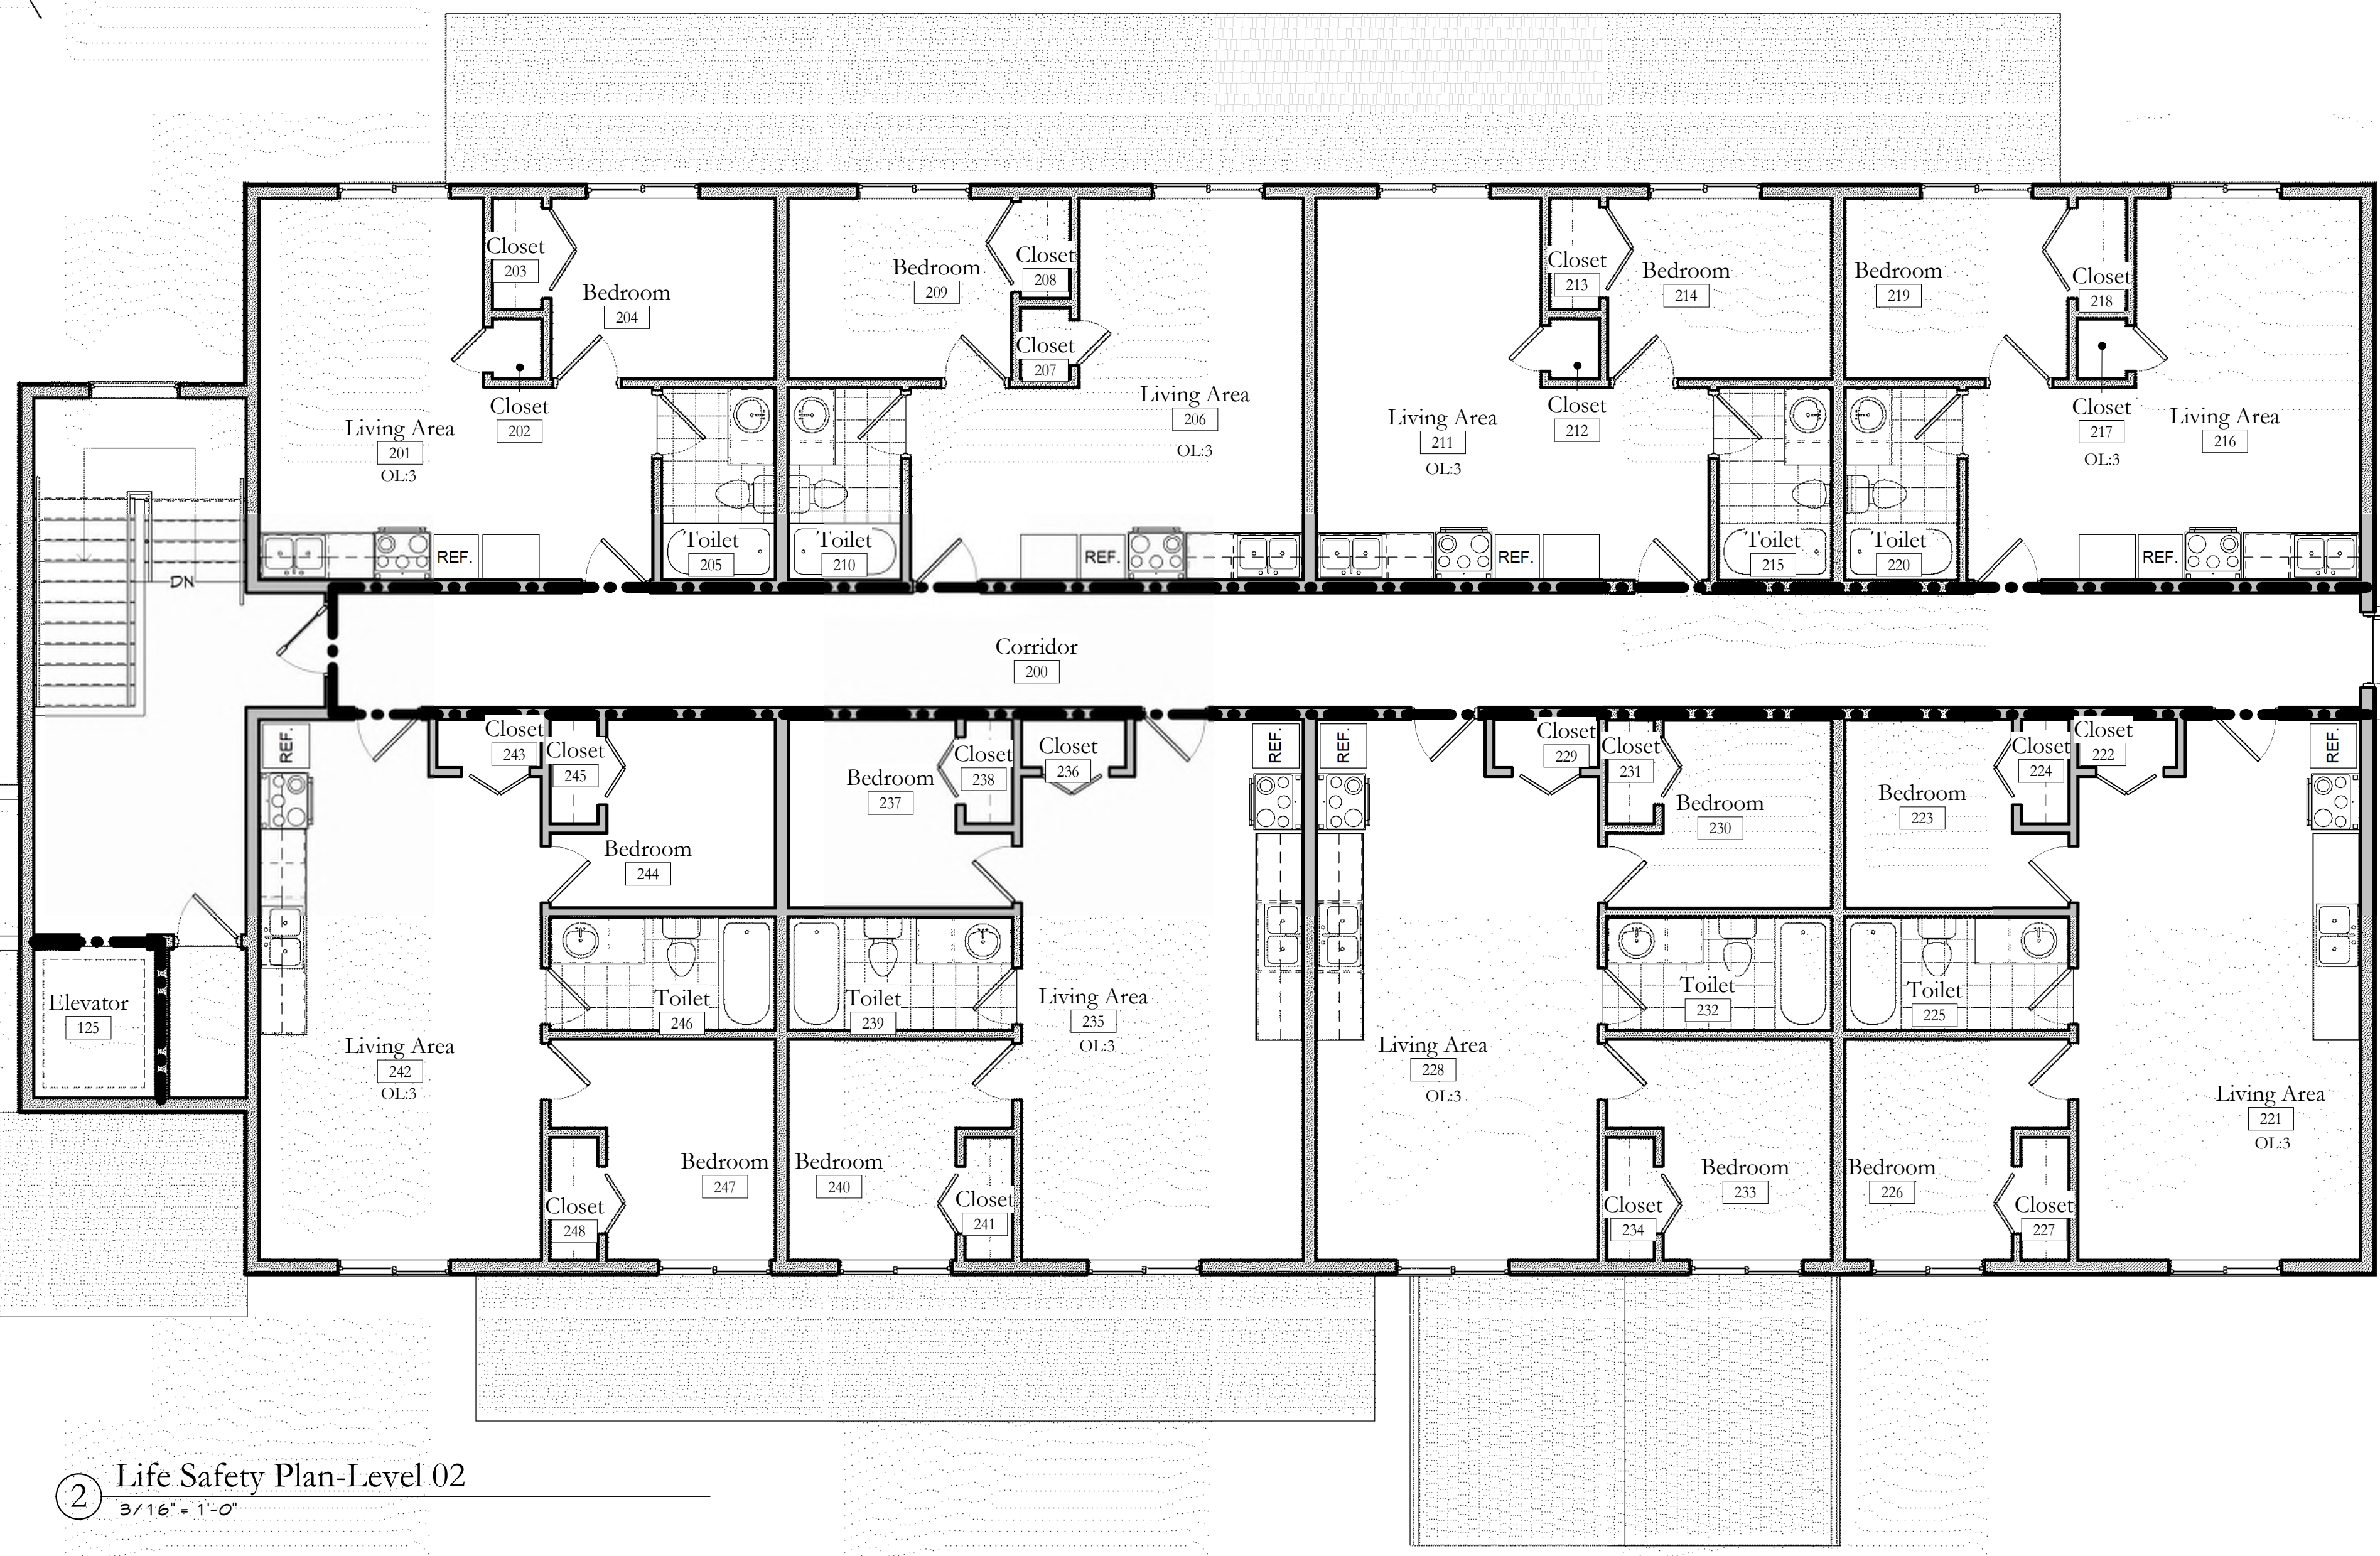 Closet
203
Bedroom
204
Closet
202
Living Area
201
OL:3
REF.
Toilet
205
Bedroom
209
Closet
208
Closet
207
Living Area
206
OL:3
Toilet
210
REF.
Closet
213
Bedroom
214
Living Area
211
OL:3
Closet
212
REF.
Toilet
215
Bedroom
219
Closet
218
Closet
217
OL:3
Living Area
216
Toilet
220
REF.
DN
Corridor
200
REF.
Closet
243
Closet
245
Bedroom
244
Toilet
246
Living Area
242
OL:3
Bedroom
247
Closet
248
Elevator
125
Bedroom
237
Closet
238
Closet
236
REF.
Toilet
239
Living Area
235
OL:3
Bedroom
240
Closet
241
REF.
Closet
229
Closet
231
Bedroom
230
Toilet
232
Living Area
228
OL:3
Closet
234
Bedroom
233
Bedroom
223
Closet
224
Closet
222
REF.
Toilet
225
Living Area
221
OL:3
Bedroom
226
Closet
227
2
Life Safety Plan-Level 02
3/16" = 1'-0"